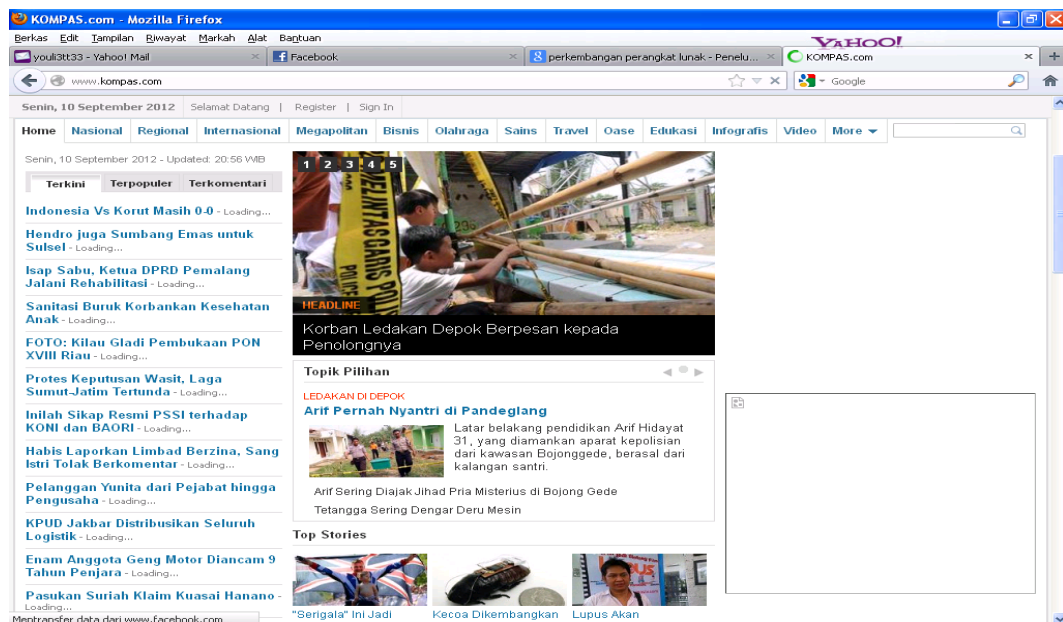 KOMPAS.com - Mozilla Firefox
Berkas Edit Tampilan Riwayat Markah Alat Bantuan
YAHOO!
youli3tt33 - Yahoo! Mail
Facebook
perkembangan perangkat lunak - Penelu...
KOMPAS.com
www.kompas.com
Google
Senin, 10 September 2012 Selamat Datang | Register | Sign In
Home Nasional Regional Internasional Megapolitan Bisnis Olahraga Sains Travel Oase Edukasi Infografis Video More
Senin, 10 September 2012 - Updated: 20:56 WIB
Terkini Terpopuler Terkomentari
Indonesia Vs Korut Masih 0-0 - Loading...
Hendro juga Sumbang Emas untuk
Sulsel - Loading...
Isap Sabu, Ketua DPRD Pemalang
Jalani Rehabilitasi - Loading...
Sanitasi Buruk Korbankan Kesehatan
Anak - Loading...
FOTO: Kilau Gladi Pembukaan PON
XVIII Riau - Loading...
Protes Keputusan Wasit, Laga
Sumut-Jatim Tertunda - Loading...
Inilah Sikap Resmi PSSI terhadap
KONI dan BAORI - Loading...
Habis Laporkan Limbad Berzina, Sang
Istri Tolak Berkomentar - Loading...
Pelanggan Yunita dari Pejabat hingga
Pengusaha - Loading...
KPUD Jakbar Distribusikan Seluruh
Logistik - Loading...
Enam Anggota Geng Motor Diancam 9
Tahun Penjara - Loading...
Pasukan Suriah Klaim Kuasai Hanano -
Loading...
Mentransfer data dari www.facebook.com
1 2 3 4 5
HEADLINE
Korban Ledakan Depok Berpesan kepada
Penolongnya
Topik Pilihan
LEDAKAN DI DEPOK
Arif Pernah Nyantri di Pandeglang
Latar belakang pendidikan Arif Hidayat
31, yang diamankan aparat kepolisian
dari kawasan Bojonggede, berasal dari
kalangan santri.
Arif Sering Diajak Jihad Pria Misterius di Bojong Gede
Tetangga Sering Dengar Deru Mesin
Top Stories
"Serigala" Ini Jadi
Kecoa Dikembangkan
Lupus Akan